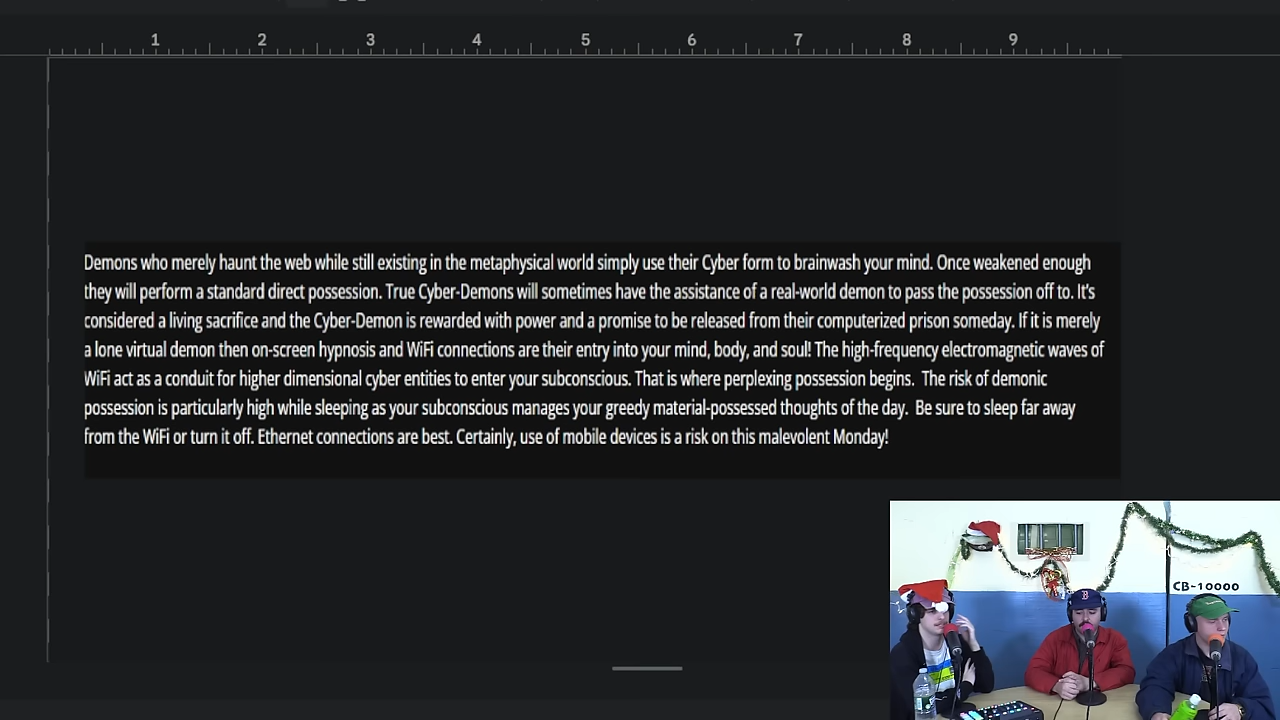 1 2 3 4 5 6 7 8 9
Demons who merely haunt the web while still existing in the metaphysical world simply use their Cyber form to brainwash your mind. Once weakened enough
they will perform a standard direct possession. True Cyber-Demons will sometimes have the assistance of a real-world demon to pass the possession off to. It's
considered a living sacrifice and the Cyber-Demon is rewarded with power and a promise to be released from their computerized prison someday. If it is merely
a lone virtual demon then on-screen hypnosis and WiFi connections are their entry into your mind, body, and soul! The high-frequency electromagnetic waves of
WiFi act as a conduit for higher dimensional cyber entities to enter your subconscious. That is where perplexing possession begins.  The risk of demonic
possession is particularly high while sleeping as your subconscious manages your greedy material-possessed thoughts of the day.  Be sure to sleep far away
from the WiFi or turn it off. Ethernet connections are best. Certainly, use of mobile devices is a risk on this malevolent Monday!
CB-10000
B